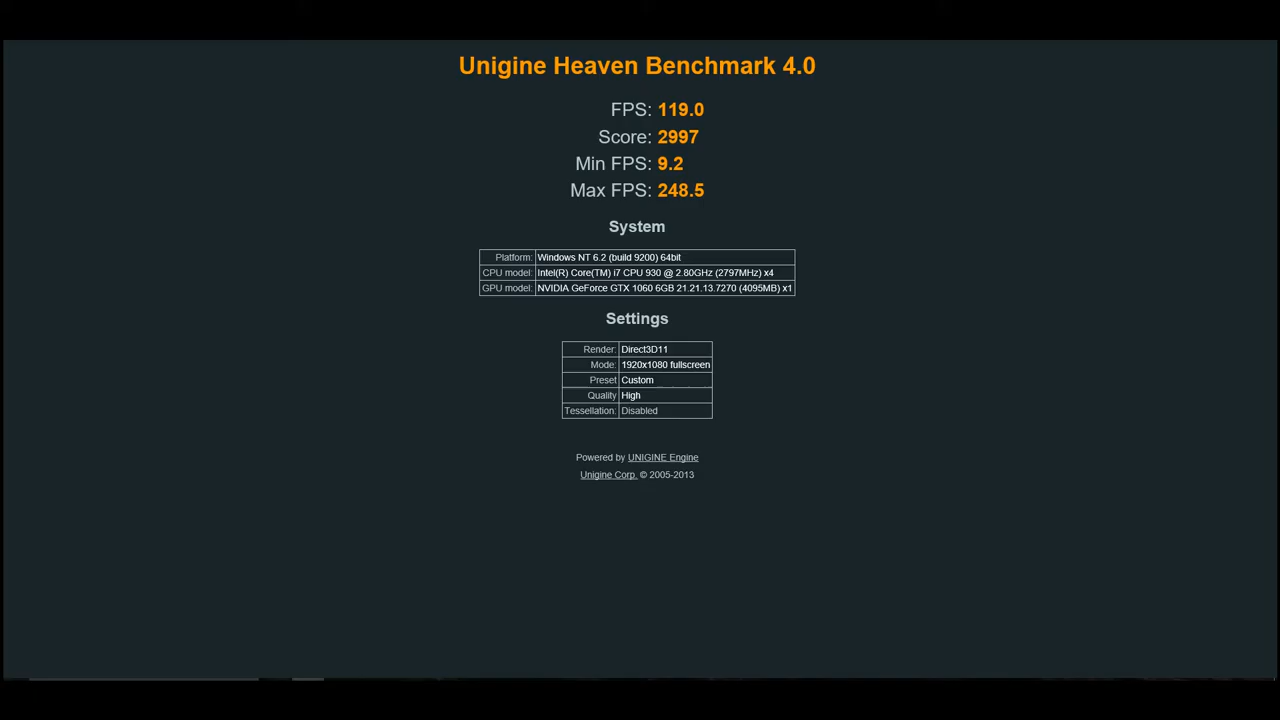 Unigine Heaven Benchmark 4.0
FPS: 119.0
Score: 2997
Min FPS: 9.2
Max FPS: 248.5
System
Platform: Windows NT 6.2 (build 9200) 64bit
CPU model: Intel(R) Core(TM) i7 CPU 930 @ 2.80GHz (2797MHz) x4
GPU model: NVIDIA GeForce GTX 1060 6GB 21.21.13.7270 (4095MB) x1
Settings
Render: Direct3D11
Mode: 1920x1080 fullscreen
Preset Custom
Quality High
Tessellation: Disabled
Powered by UNIGINE Engine
Unigine Corp. © 2005-2013